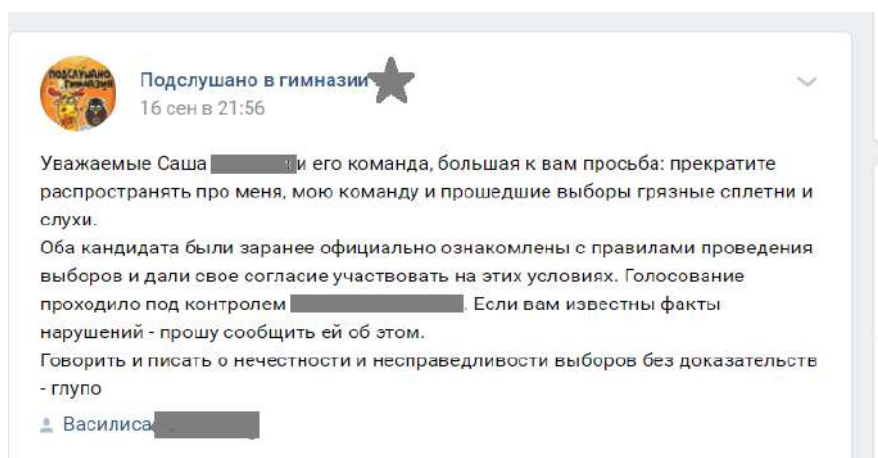 ПОДСЛУШАНО
В ГИМНАЗИИ
Подслушано в гимназии
16 сен в 21:56
Уважаемые Саша и его команда, большая к вам просьба: прекратите
распространять про меня, мою команду и прошедшие выборы грязные сплетни и
слухи.
Оба кандидата были заранее официально ознакомлены с правилами проведения
выборов и дали свое согласие участвовать на этих условиях. Голосование
проходило под контролем . Если вам известны факты
нарушений - прошу сообщить ей об этом.
Говорить и писать о нечестности и несправедливости выборов без доказательств
- глупо
Василиса